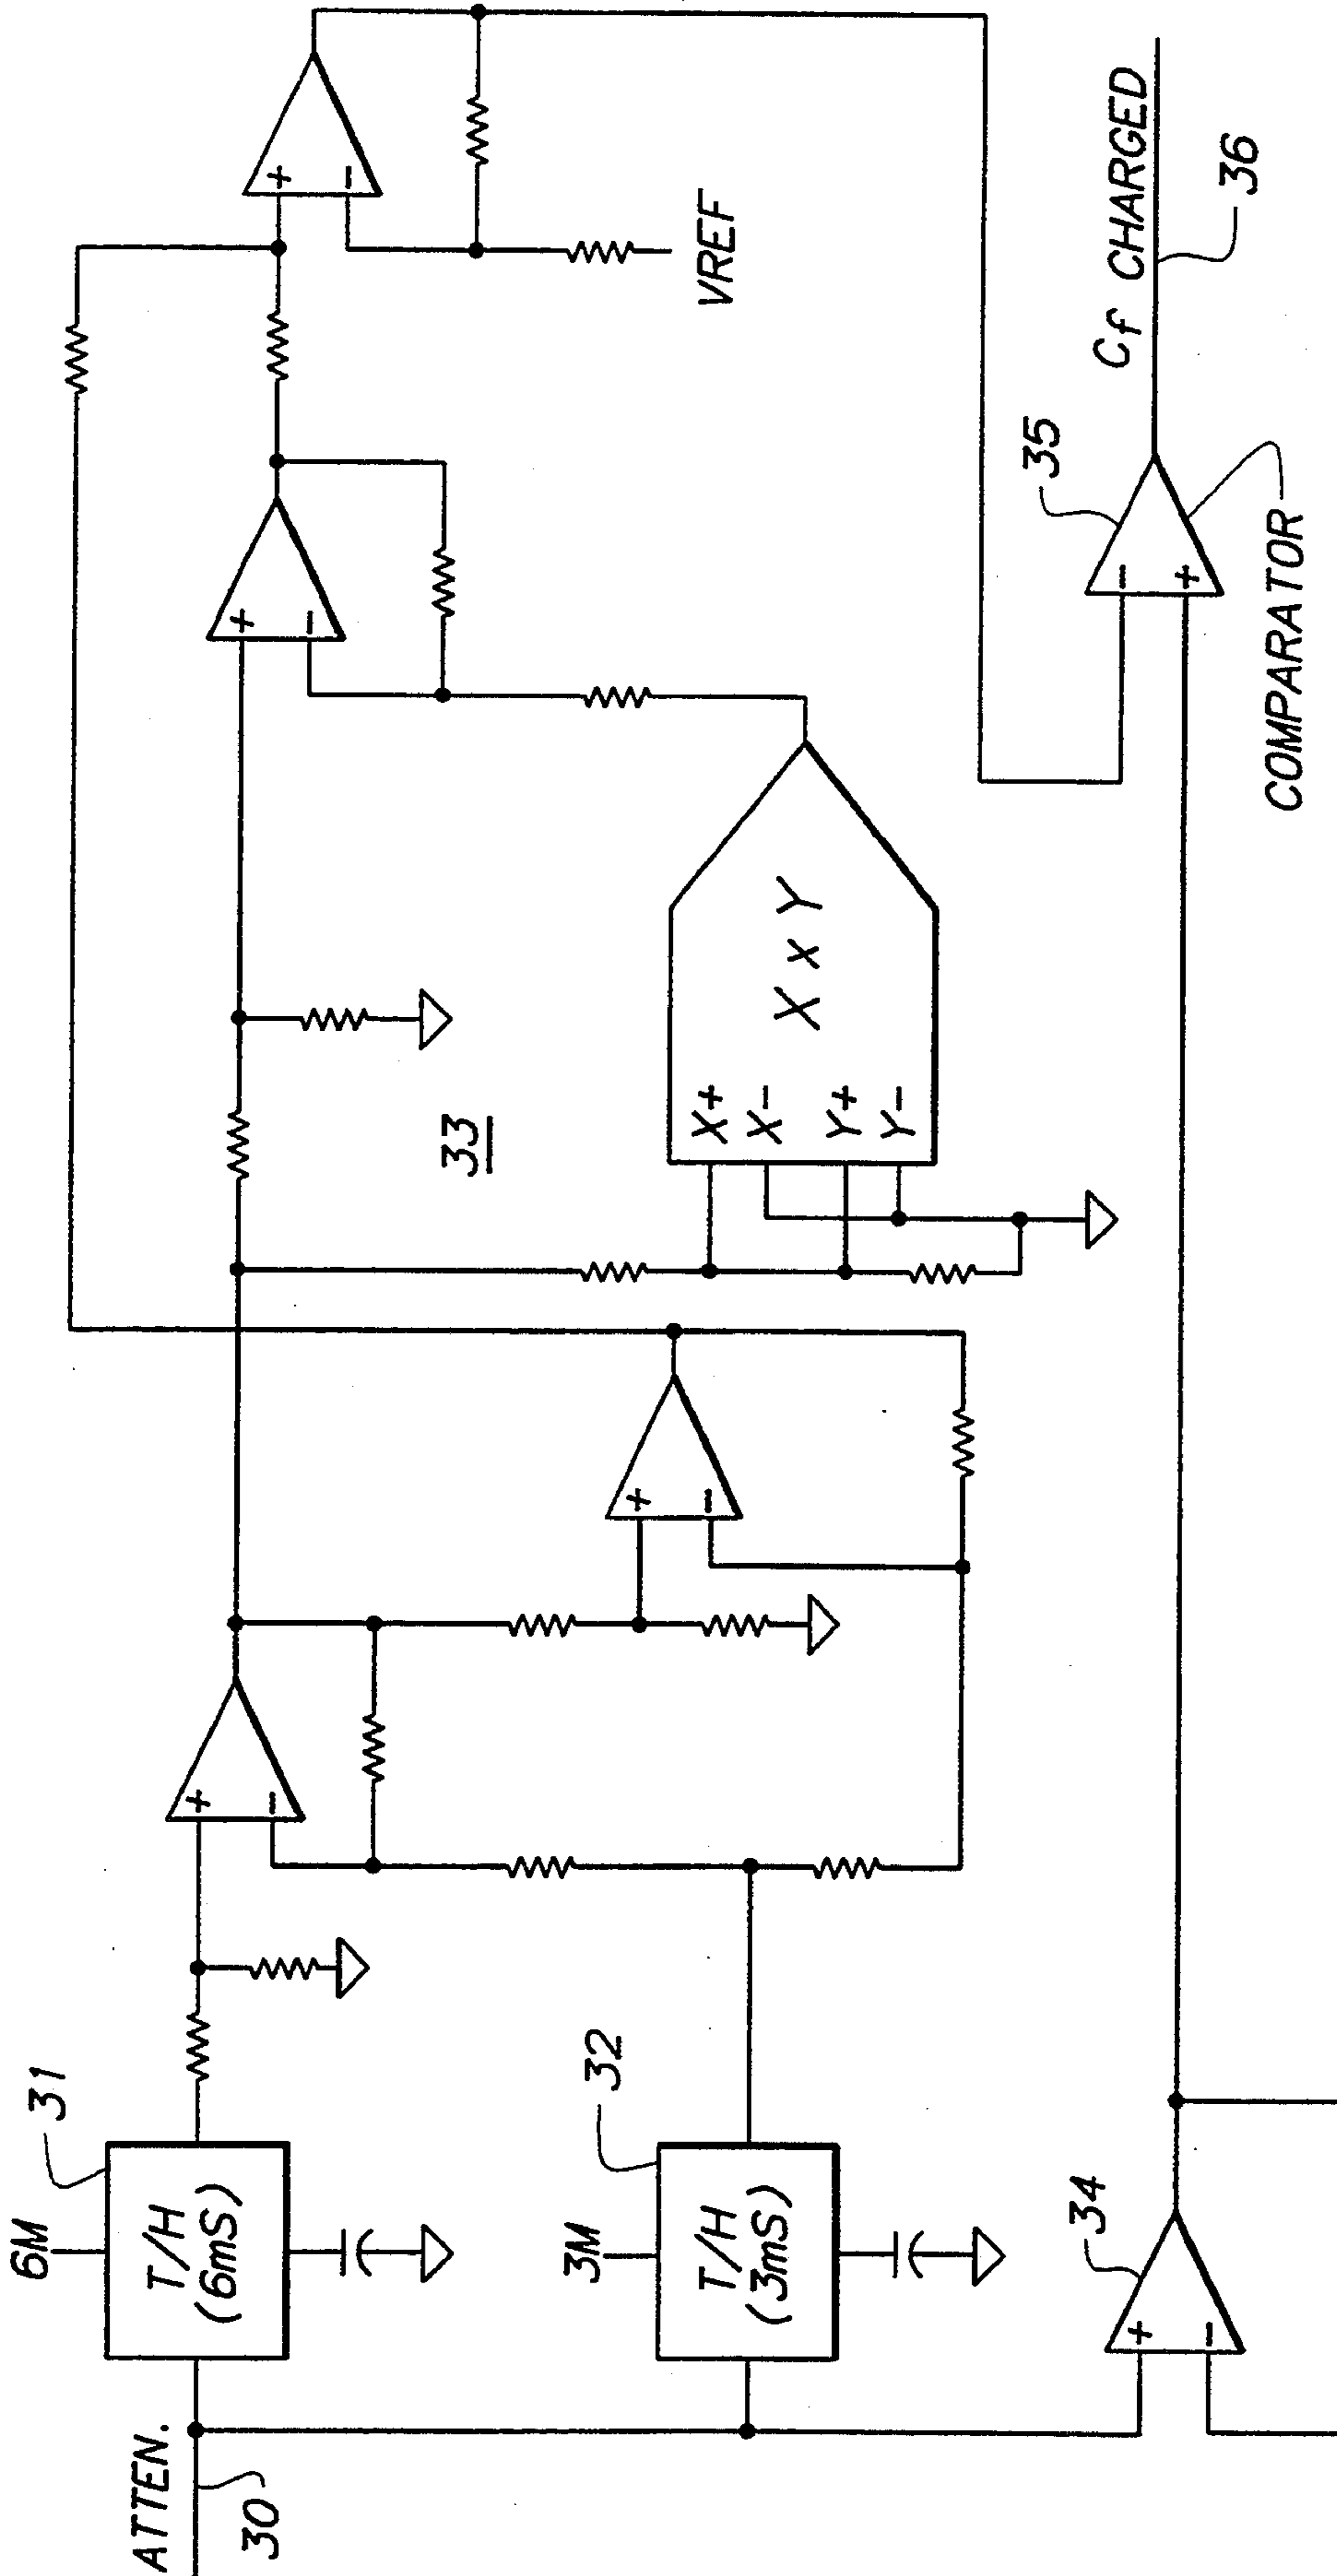 ATTEN.
30
6M
T/H
(6mS)
31
3M
T/H
(3mS)
32
34
+
-
+
-
+
-
33
X+
X-
Y+
Y-
X x Y
+
-
+
-
VREF
-
+
35
COMPARATOR
Cf CHARGED
36